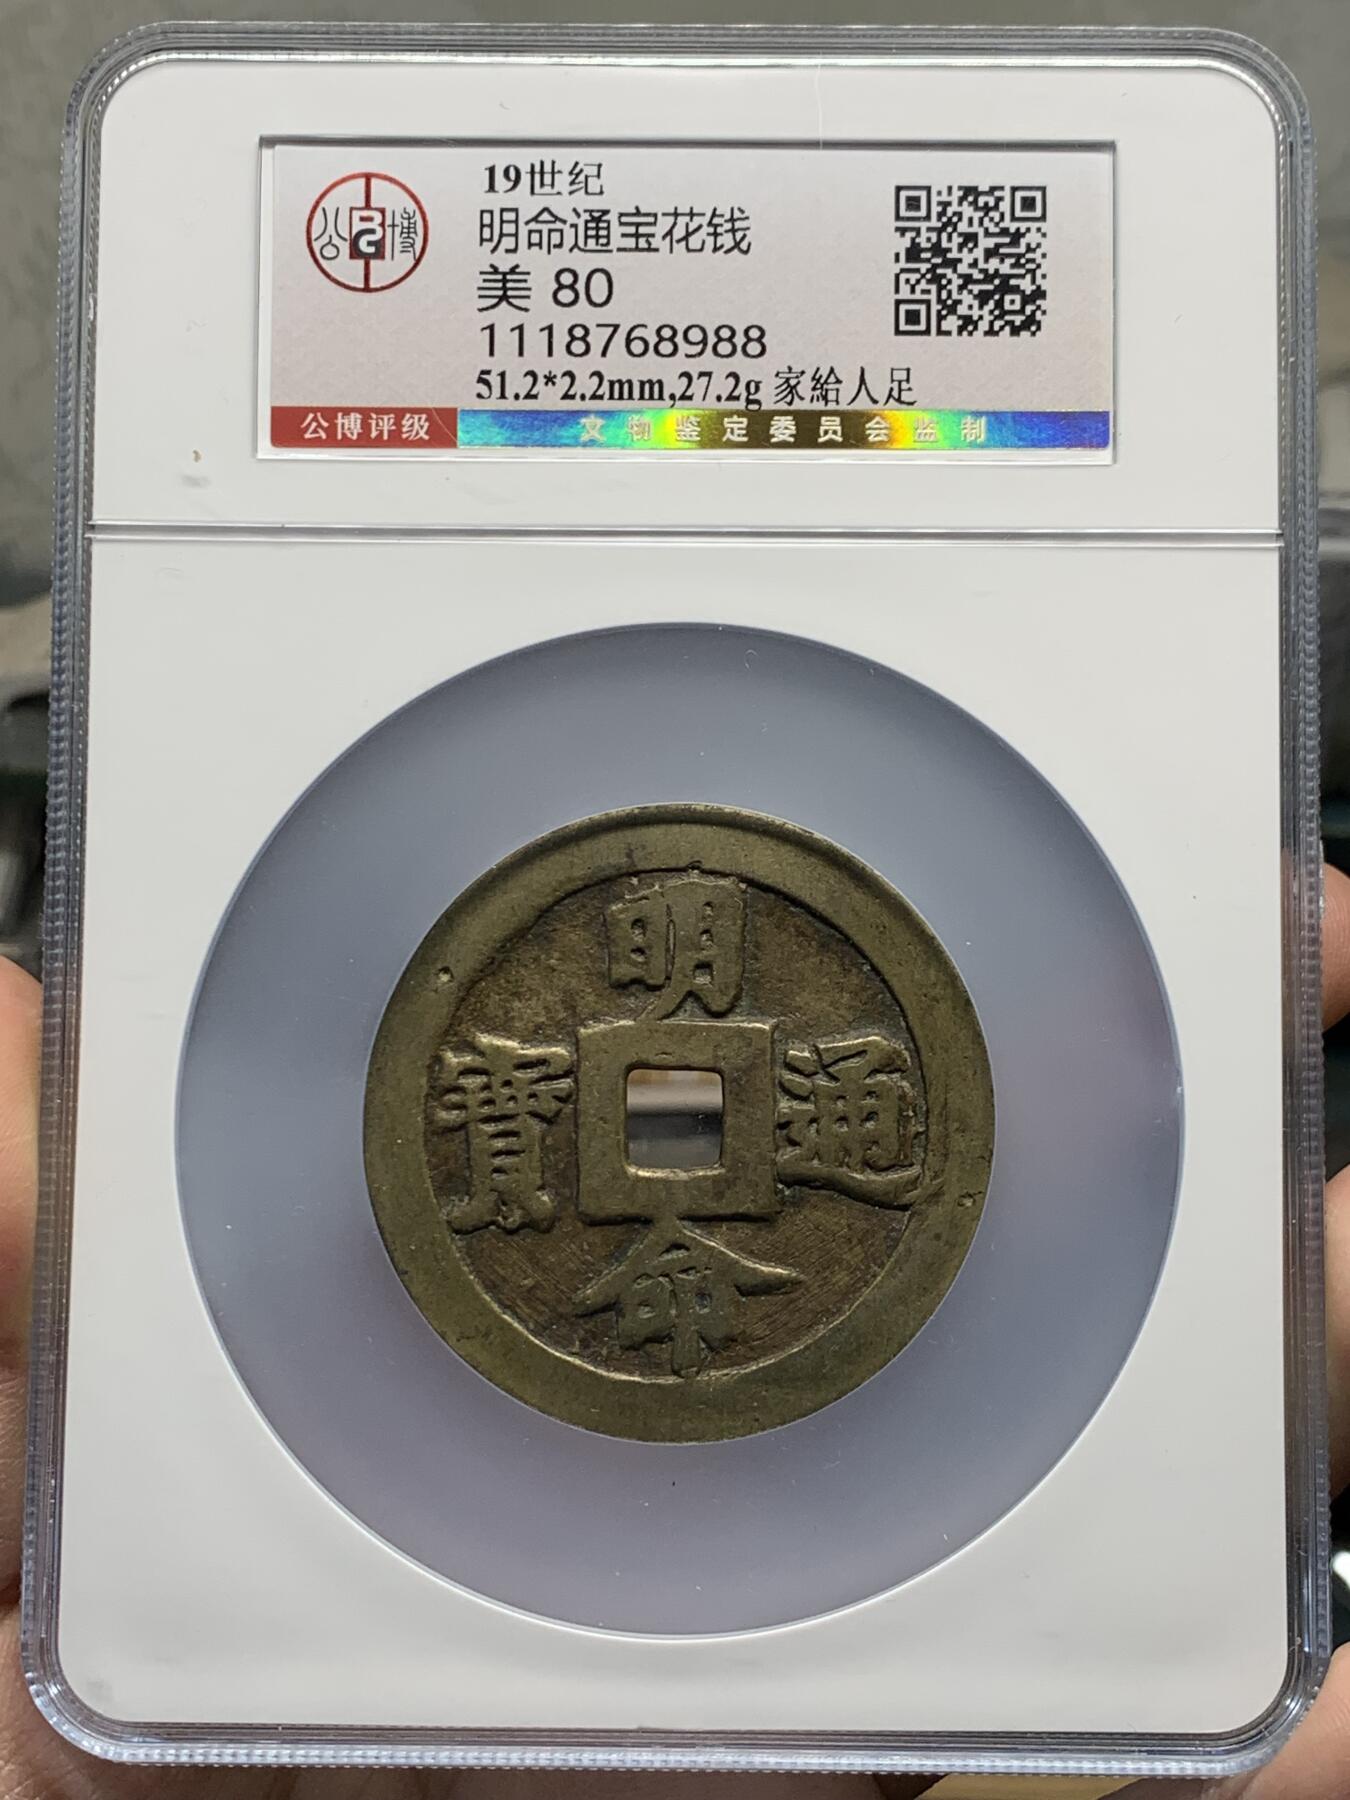 公博
19世纪
明命通宝花钱
美 80
1118768988
51.2*2.2mm,27.2g 家給人足
公博评级
文物鉴定委员会监制
明命通寶